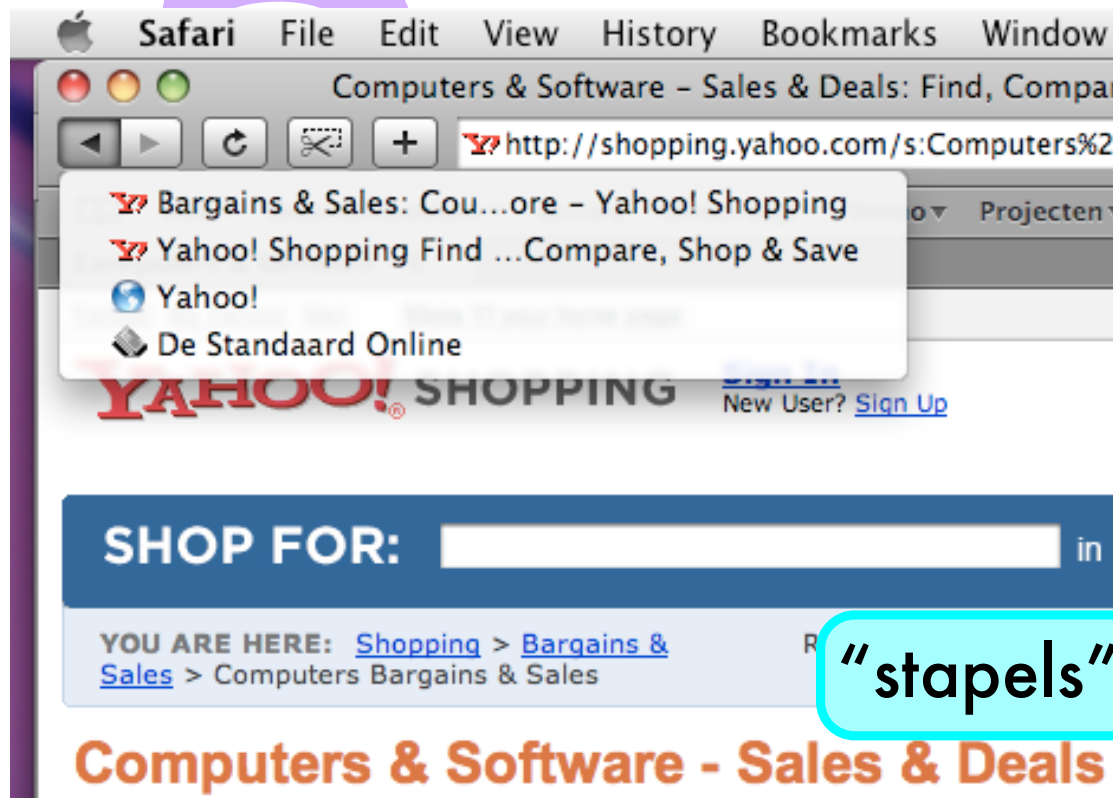 Safari File Edit View History Bookmarks Window
Computers & Software – Sales & Deals: Find, Compar
http://shopping.yahoo.com/s:Computers%2
Bargains & Sales: Cou...ore – Yahoo! Shopping
o Projecten
Yahoo! Shopping Find ...Compare, Shop & Save
Yahoo!
De Standaard Online
YAHOO!® SHOPPING
Sign In
New User? Sign Up
SHOP FOR: in
YOU ARE HERE: Shopping > Bargains & R
Sales > Computers Bargains & Sales
“stapels”
Computers & Software - Sales & Deals